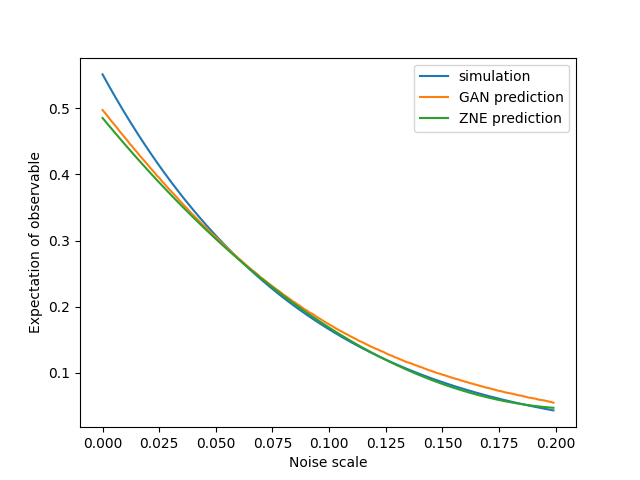 simulation
GAN prediction
ZNE prediction
Expectation of observable
0.5
0.4
0.3
0.2
0.1
0.000 0.025 0.050 0.075 0.100 0.125 0.150 0.175 0.200
Noise scale